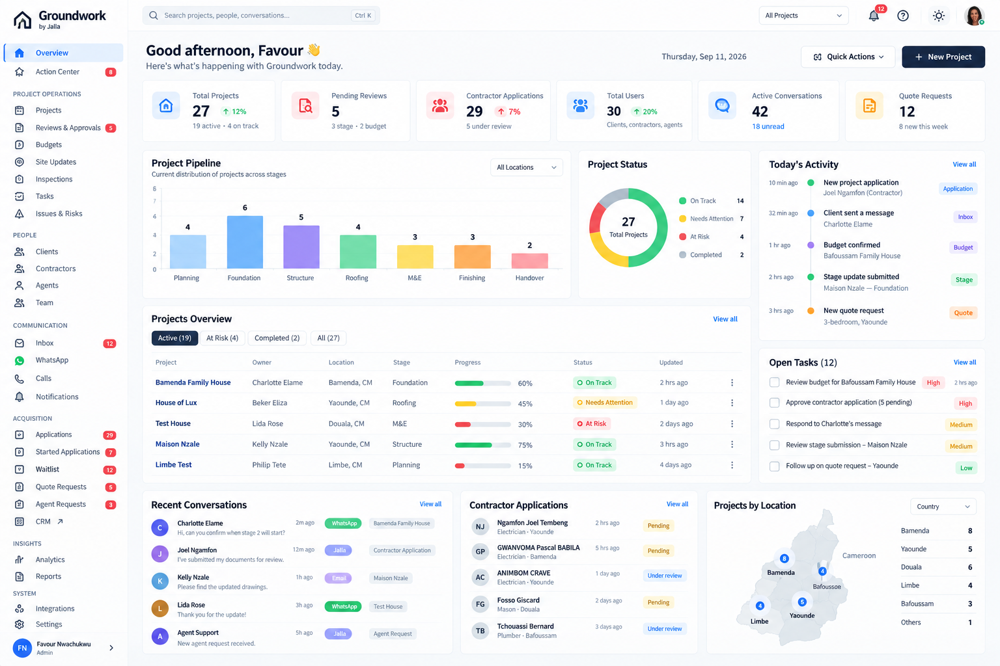 Groundwork
by Jalla
Search projects, people, conversations...
Ctrl K
All Projects
12
Overview
Action Center
8
PROJECT OPERATIONS
Projects
Reviews & Approvals
5
Budgets
Site Updates
Inspections
Tasks
Issues & Risks
PEOPLE
Clients
Contractors
Agents
Team
COMMUNICATION
Inbox
12
WhatsApp
Calls
Notifications
ACQUISITION
Applications
29
Started Applications
7
Waitlist
12
Quote Requests
5
Agent Requests
3
CRM
INSIGHTS
Analytics
Reports
SYSTEM
Integrations
Settings
FN
Favour Nwachukwu
Admin
Good afternoon, Favour 👋
Here's what's happening with Groundwork today.
Thursday, Sep 11, 2026
Quick Actions
+ New Project
Total Projects
27 ↑ 12%
19 active • 4 on track
Pending Reviews
5
3 stage • 2 budget
Contractor Applications
29 ↑ 7%
5 under review
Total Users
30 ↑ 20%
Clients, contractors, agents
Active Conversations
42
18 unread
Quote Requests
12
8 new this week
Project Pipeline
Current distribution of projects across stages
All Locations
6
7
4
4
2
0
4
6
5
4
3
3
2
Planning
Foundation
Structure
Roofing
M&E
Finishing
Handover
Project Status
27
Total Projects
On Track 14
Needs Attention 7
At Risk 4
Completed 2
Today's Activity
View all
10 min ago
New project application
Joel Ngamfon (Contractor)
Application
32 min ago
Client sent a message
Charlotte Elame
Inbox
1 hr ago
Budget confirmed
Bafoussam Family House
Budget
2 hrs ago
Stage update submitted
Maison Nzale — Foundation
Stage
3 hrs ago
New quote request
3-bedroom, Yaounde
Quote
Projects Overview
View all
Active (19)
At Risk (4)
Completed (2)
All (27)
Project Owner Location Stage Progress Status Updated
Bamenda Family House Charlotte Elame Bamenda, CM Foundation 60% On Track 2 hrs ago
House of Lux Beker Eliza Yaounde, CM Roofing 45% Needs Attention 1 day ago
Test House Lida Rose Douala, CM M&E 30% At Risk 2 days ago
Maison Nzale Kelly Nzale Yaounde, CM Structure 75% On Track 3 hrs ago
Limbe Test Philip Tete Limbe, CM Planning 15% On Track 4 days ago
Open Tasks (12)
View all
Review budget for Bafoussam Family House High 2 hrs ago
Approve contractor application (5 pending) High
Respond to Charlotte's message Medium
Review stage submission – Maison Nzale Medium
Follow up on quote request – Yaounde Low
Recent Conversations
View all
C
Charlotte Elame 2m ago WhatsApp Bamenda Family House
Hi, can you confirm when stage 2 will start?
J
Joel Ngamfon 12m ago Jalla Contractor Application
I've submitted my documents for review.
K
Kelly Nzale 1h ago Email Maison Nzale
Please find the updated drawings.
L
Lida Rose 3h ago WhatsApp Test House
Thank you for the update!
A
Agent Support 5h ago Jalla Agent Request
New agent request received.
Contractor Applications
View all
NJ
Ngamfon Joel Tembeng 2 hrs ago Pending
Electrician · Yaounde
GP
GWANVOMA Pascal BABILA 5 hrs ago Pending
Electrician · Bamenda
AC
ANIMBOM CRAVE 1 day ago Under review
Electrician · Yaounde
FG
Fosso Giscard 2 days ago Pending
Mason · Douala
TB
Tchouassi Bernard 3 days ago Under review
Plumber · Bafoussam
Projects by Location
Country
8
Bamenda
Cameroon
4
Bafoussoe
5
Yaounde
4
Limbe
Bamenda 8
Yaounde 5
Douala 6
Limbe 4
Bafoussam 3
Others 1